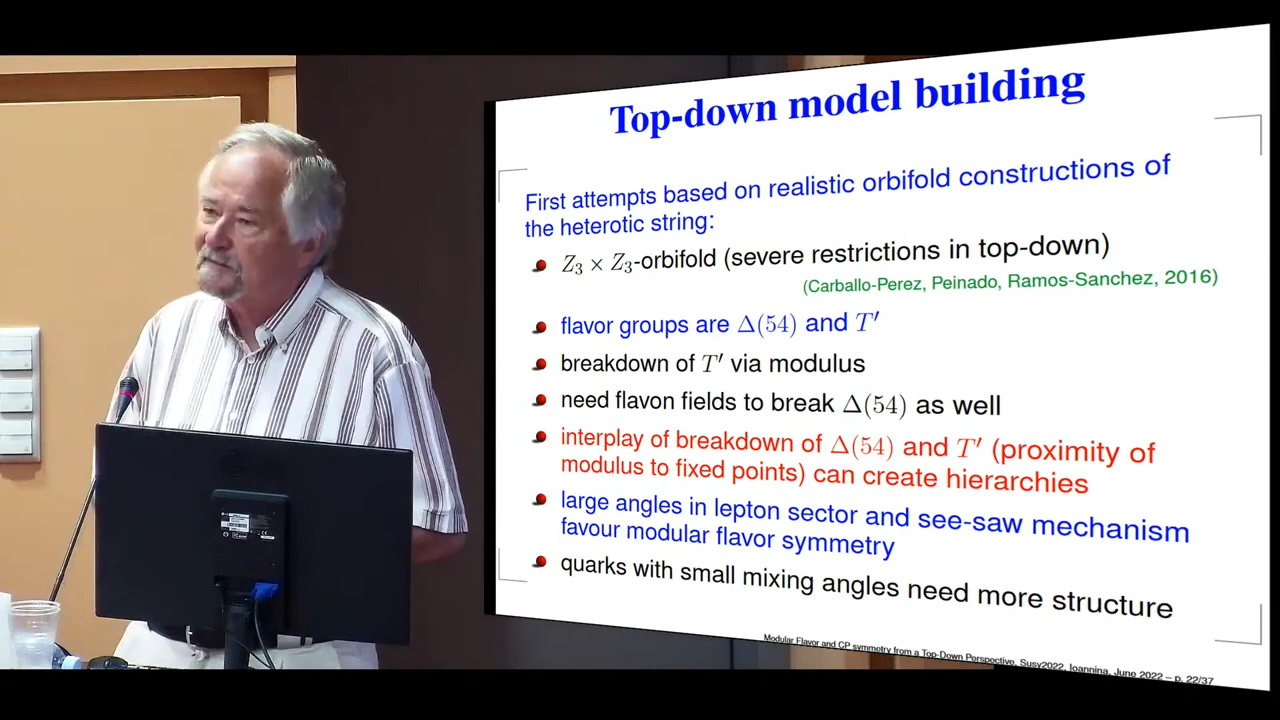 Top-down model building
First attempts based on realistic orbifold constructions of
the heterotic string:
Z₃ × Z₃-orbifold (severe restrictions in top-down)
(Carballo-Perez, Peinado, Ramos-Sanchez, 2016)
flavor groups are Δ(54) and T′
breakdown of T′ via modulus
need flavon fields to break Δ(54) as well
interplay of breakdown of Δ(54) and T′ (proximity of
modulus to fixed points) can create hierarchies
large angles in lepton sector and see-saw mechanism
favour modular flavor symmetry
quarks with small mixing angles need more structure
Modular Flavor and CP symmetry from a Top-Down Perspective, Susy2022, Ioannina, June 2022 – p. 22/37